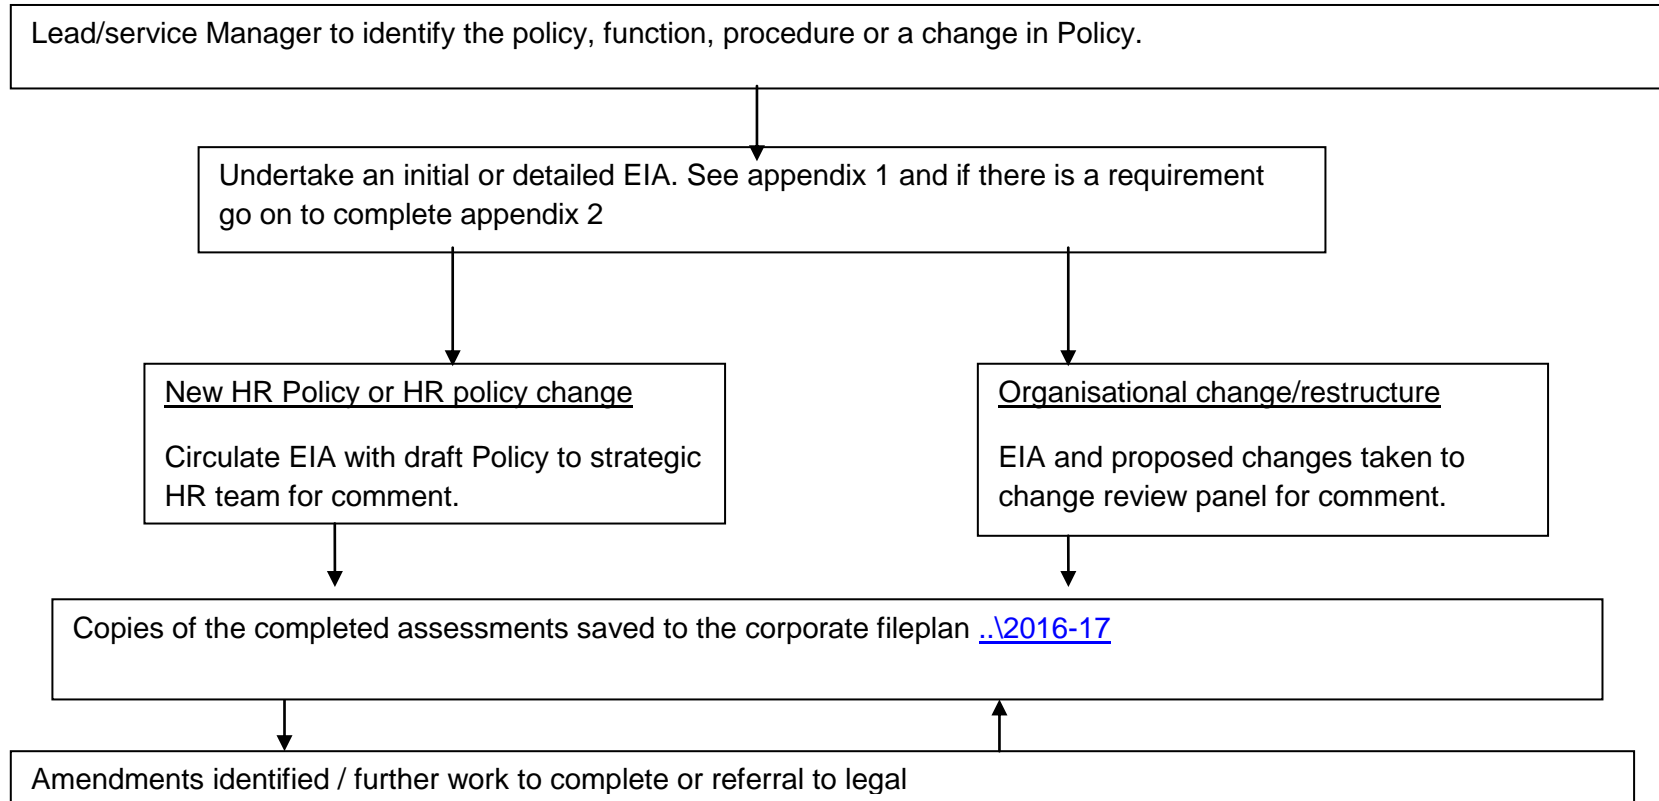 Lead/service Manager to identify the policy, function, procedure or a change in Policy.
Undertake an initial or detailed EIA. See appendix 1 and if there is a requirement
go on to complete appendix 2
New HR Policy or HR policy change
Circulate EIA with draft Policy to strategic
HR team for comment.
Organisational change/restructure
EIA and proposed changes taken to
change review panel for comment.
Copies of the completed assessments saved to the corporate fileplan ..\2016-17
Amendments identified / further work to complete or referral to legal